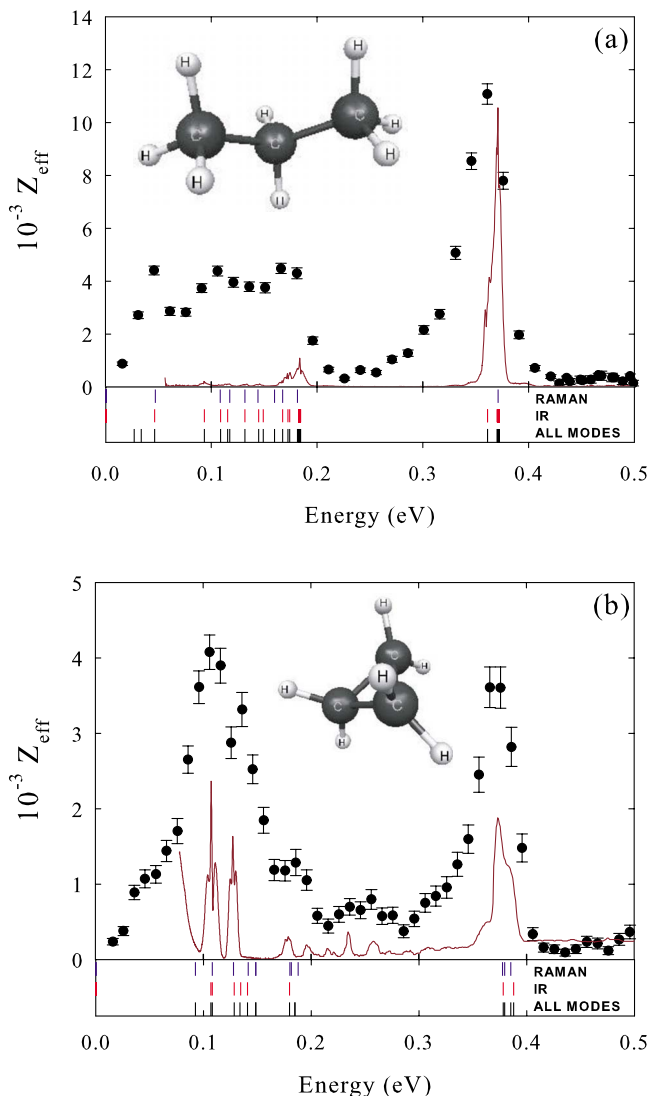 (a)
14
12
10
8
6
4
2
0
10⁻³ Z_eff
H
H
H
C
C
C
H
H
H
H
H
RAMAN
IR
ALL MODES
0.0 0.1 0.2 0.3 0.4 0.5
Energy (eV)
(b)
5
4
3
2
1
0
10⁻³ Z_eff
H
C
H
H
H
C
C
H
H
RAMAN
IR
ALL MODES
0.0 0.1 0.2 0.3 0.4 0.5
Energy (eV)